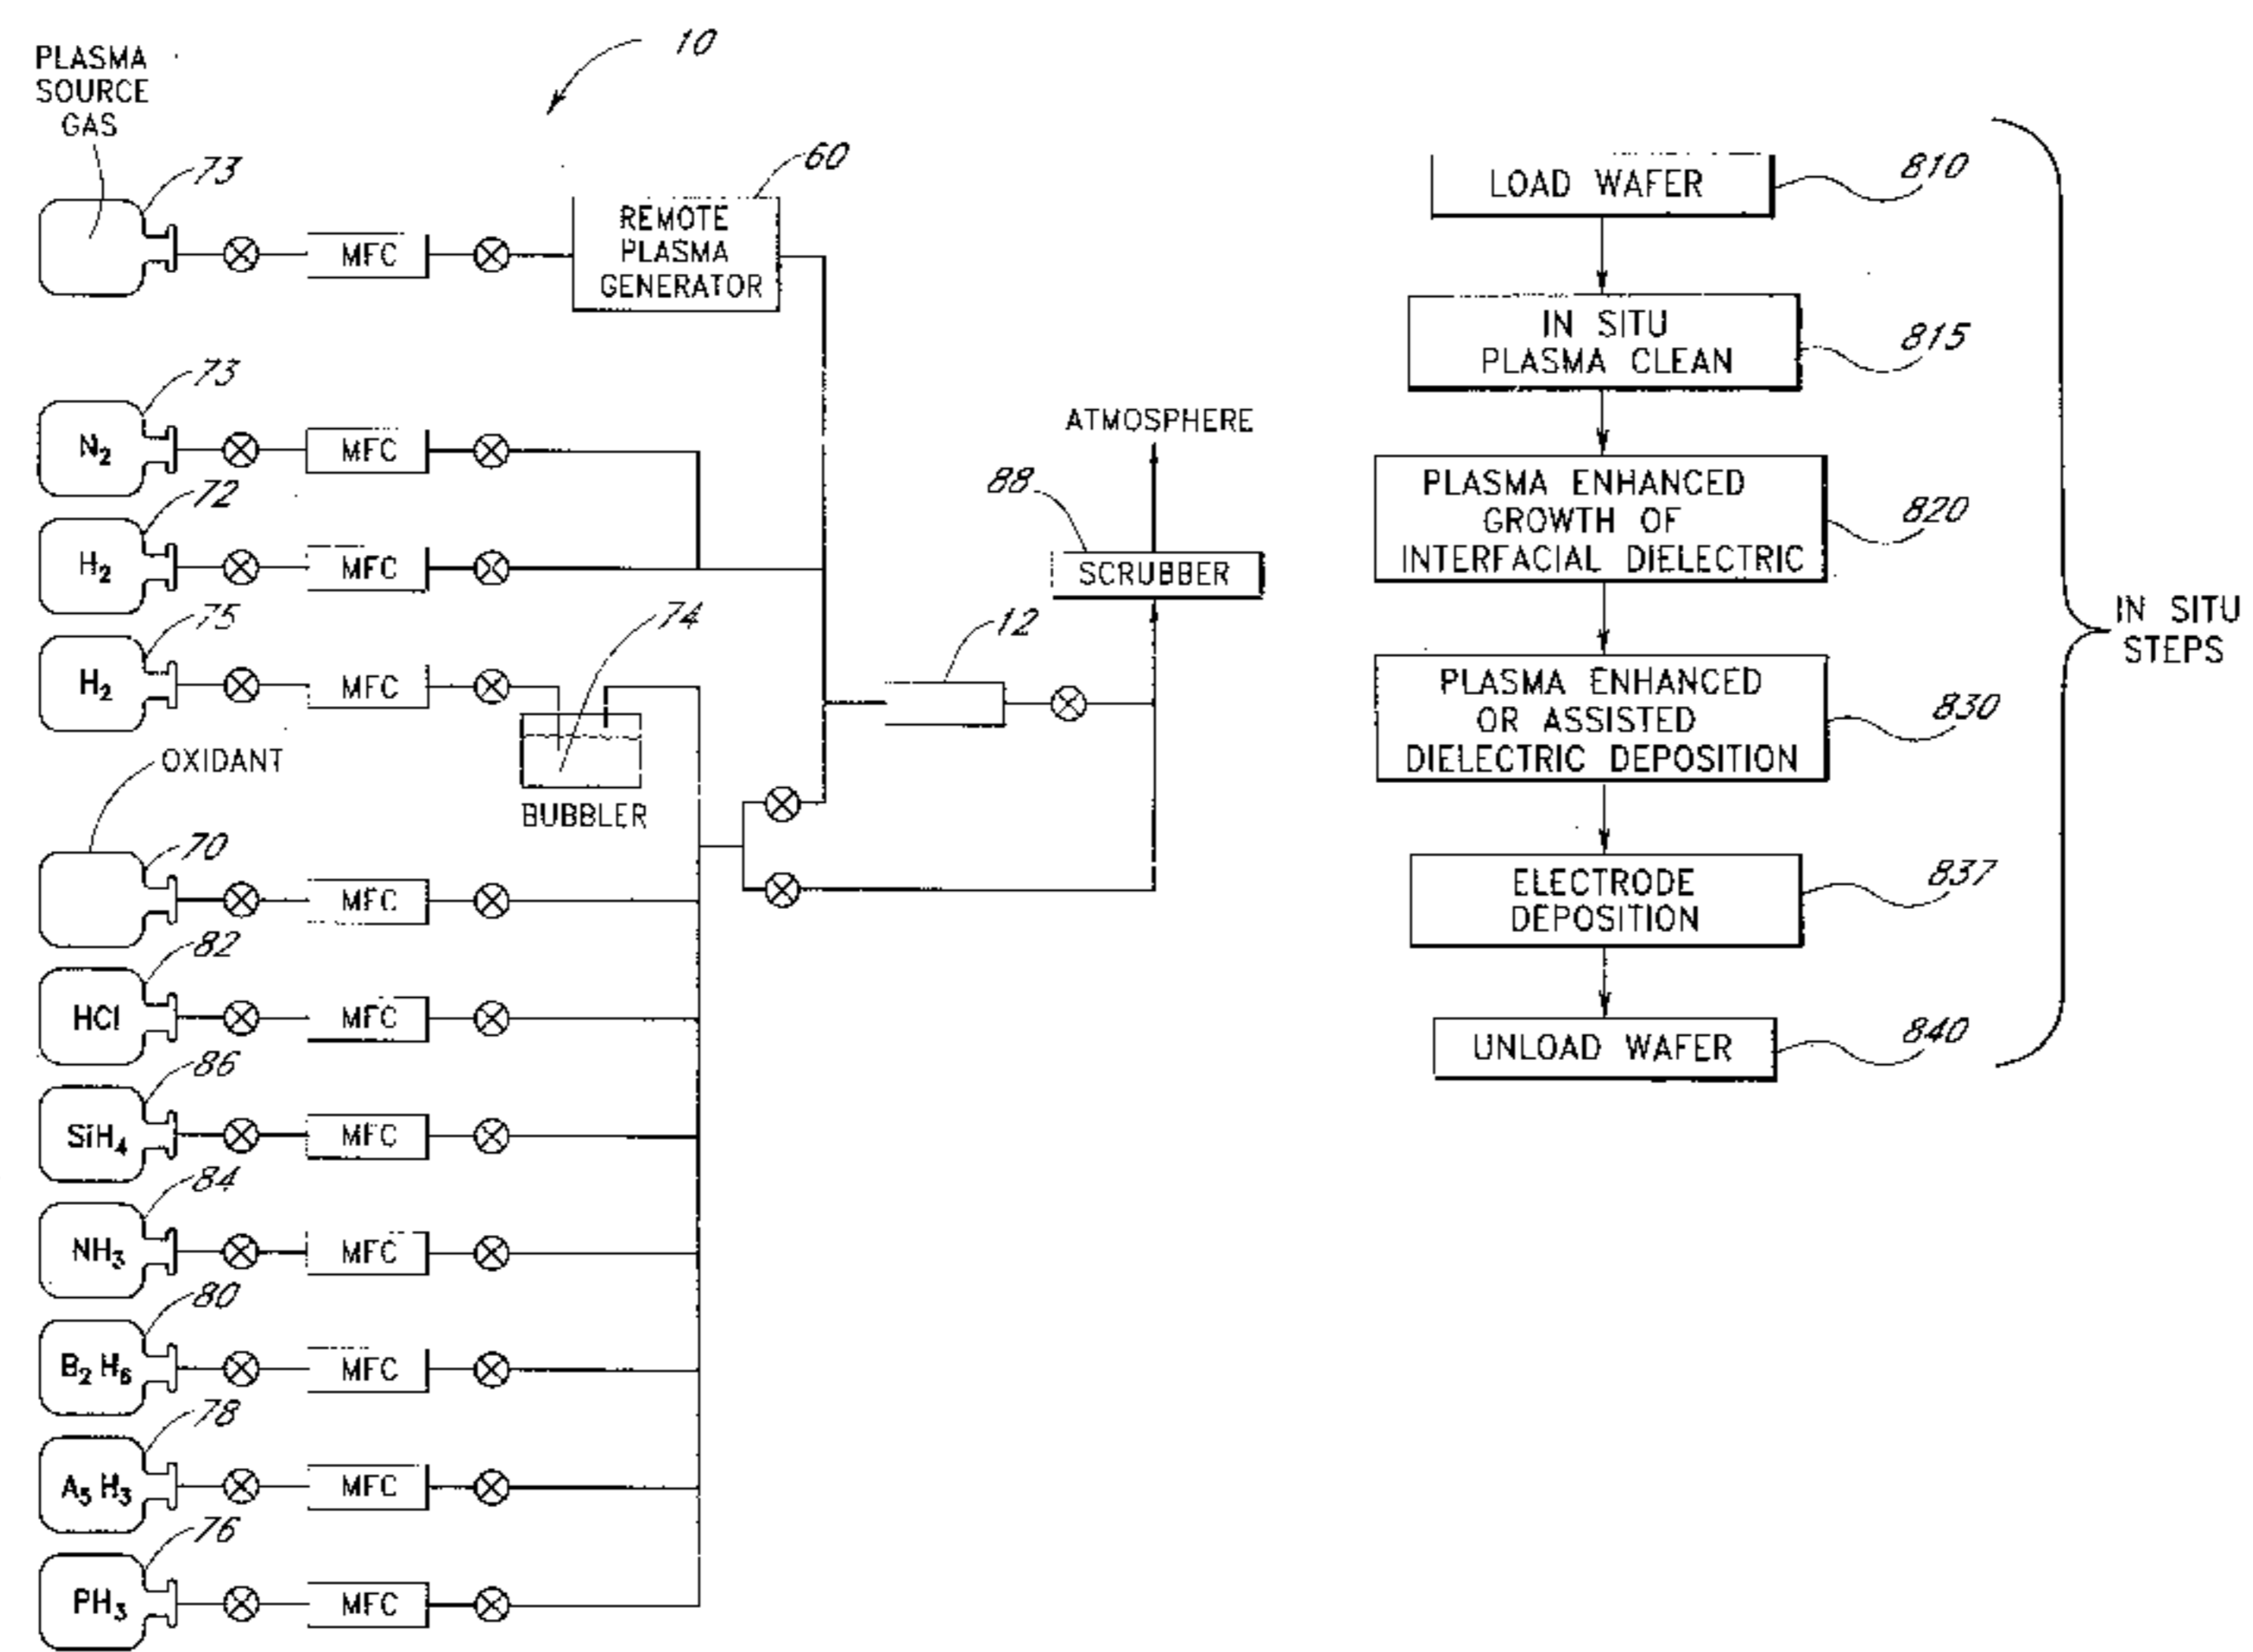 10
PLASMA
SOURCE
GAS
73
60
MFC
REMOTE
PLASMA
GENERATOR
73
N₂
MFC
72
H₂
MFC
75
H₂
MFC
74
BUBBLER
OXIDANT
70
MFC
82
HCl
MFC
86
SiH₄
MFC
84
NH₃
MFC
80
B₂ H₆
MFC
78
A₅ H₃
MFC
76
PH₃
MFC
ATMOSPHERE
88
SCRUBBER
12
LOAD WAFER
810
IN SITU
PLASMA CLEAN
815
PLASMA ENHANCED
GROWTH OF
INTERFACIAL DIELECTRIC
820
PLASMA ENHANCED
OR ASSISTED
DIELECTRIC DEPOSITION
830
ELECTRODE
DEPOSITION
837
UNLOAD WAFER
840
IN SITU
STEPS